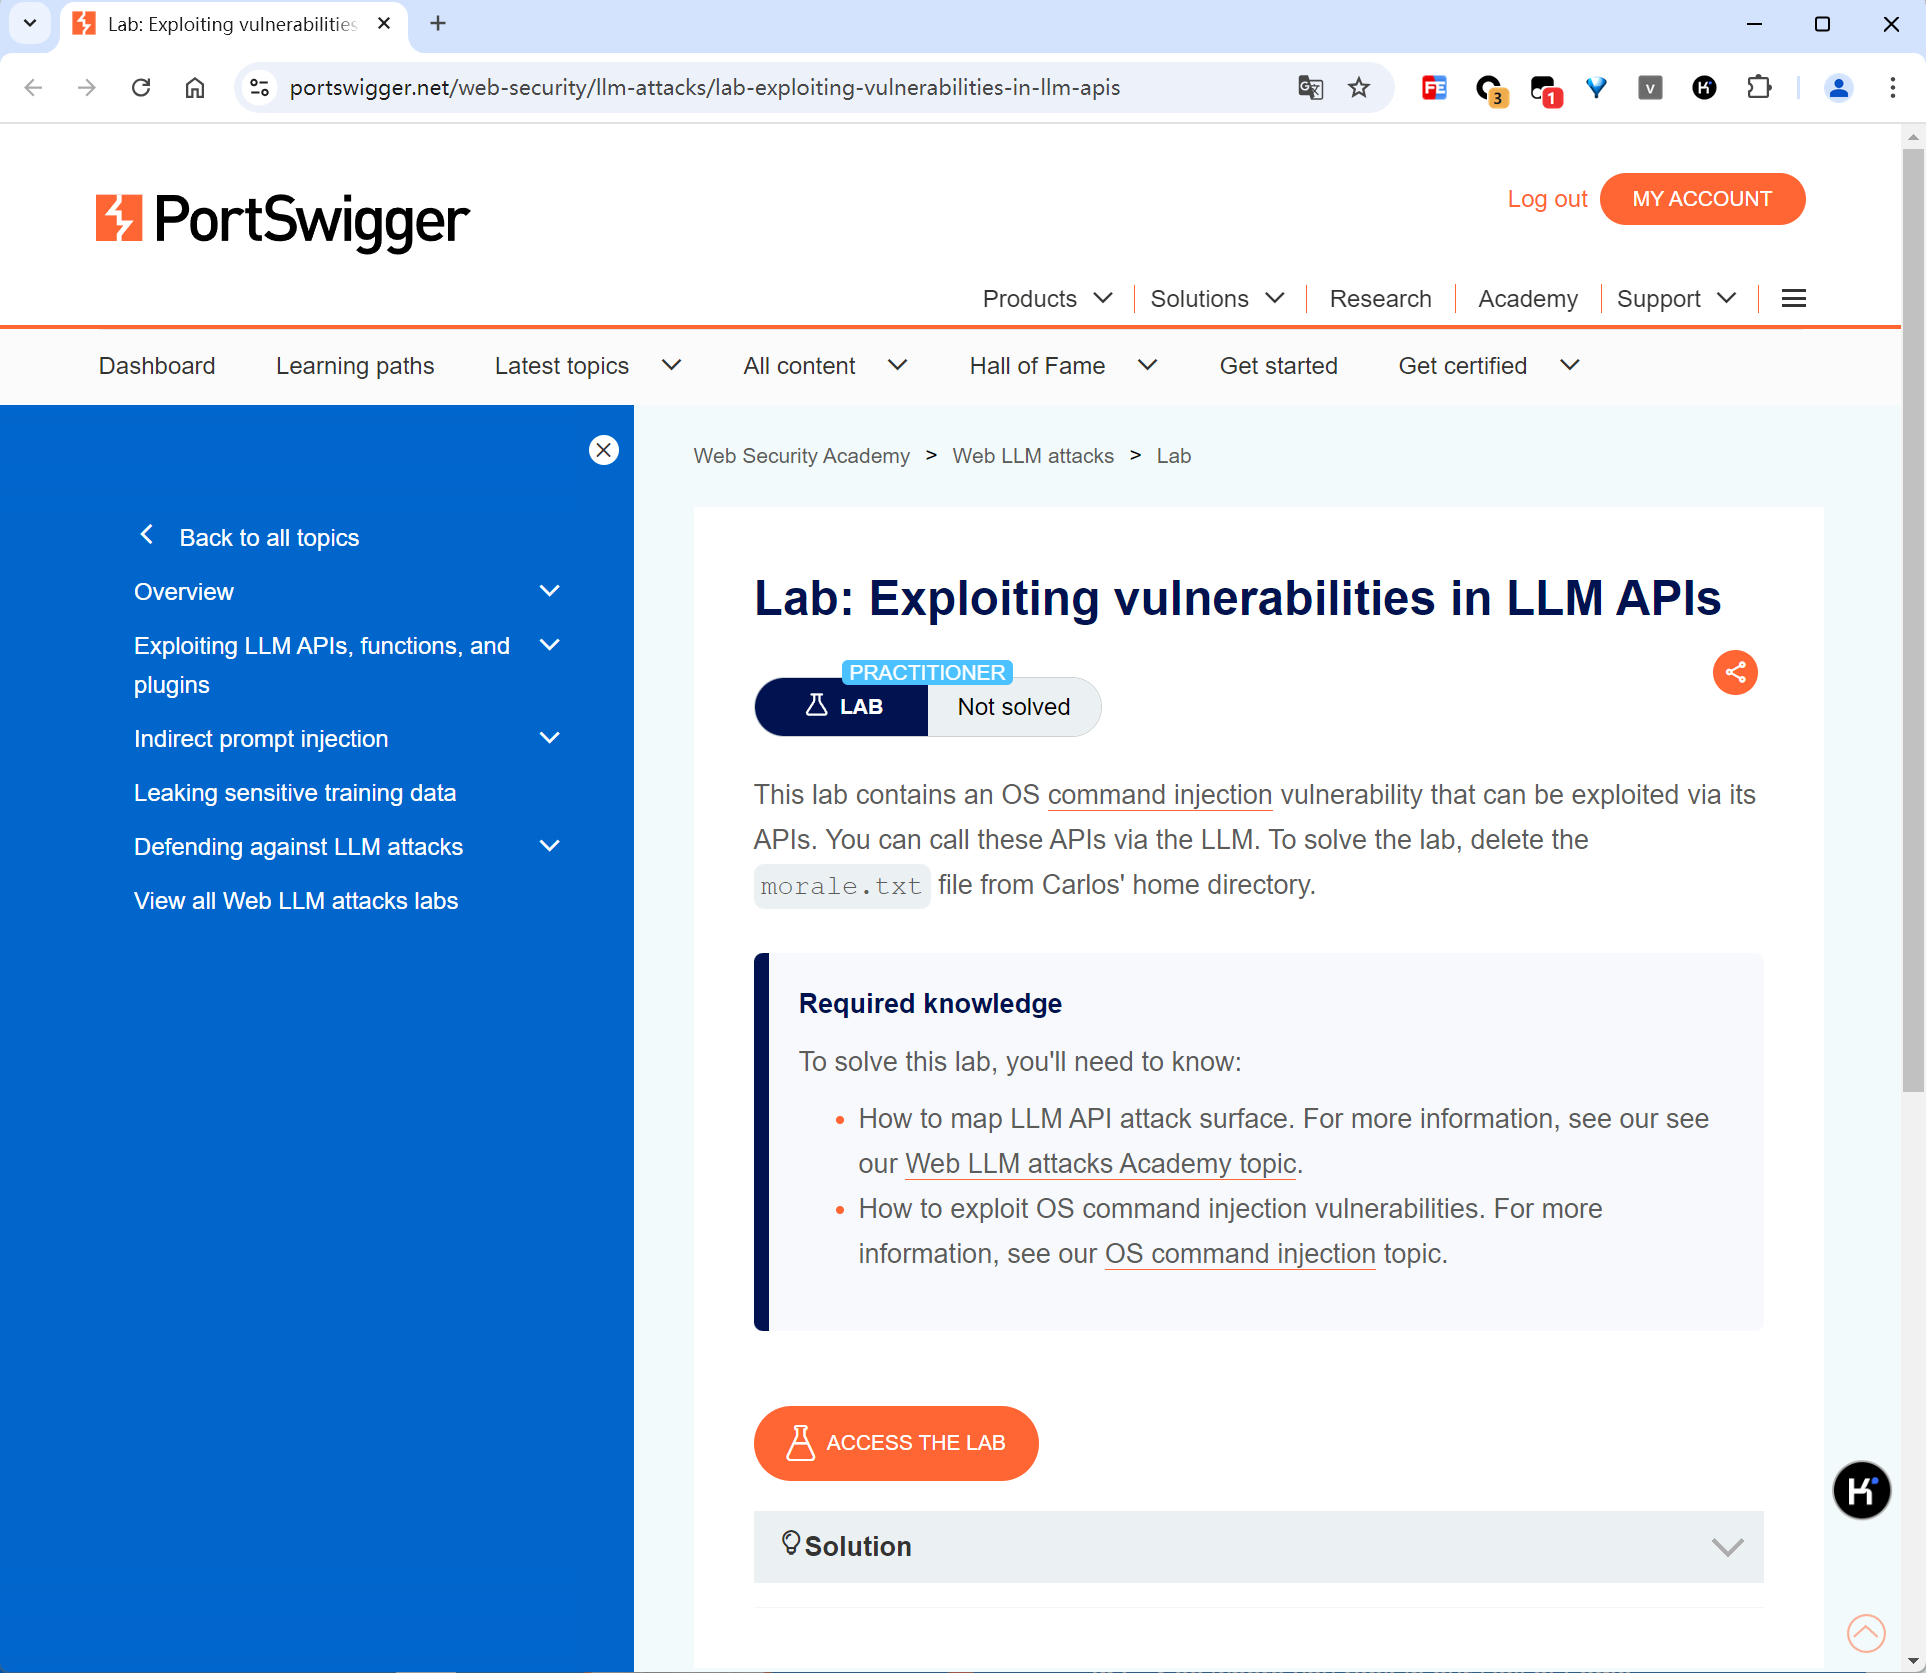 Lab: Exploiting vulnerabilities
portswigger.net/web-security/llm-attacks/lab-exploiting-vulnerabilities-in-llm-apis
FE
3
1
V
K
PortSwigger
Log out
MY ACCOUNT
Products
Solutions
Research
Academy
Support
Dashboard
Learning paths
Latest topics
All content
Hall of Fame
Get started
Get certified
Back to all topics
Overview
Exploiting LLM APIs, functions, and
plugins
Indirect prompt injection
Leaking sensitive training data
Defending against LLM attacks
View all Web LLM attacks labs
Web Security Academy > Web LLM attacks > Lab
Lab: Exploiting vulnerabilities in LLM APIs
PRACTITIONER
LAB
Not solved
This lab contains an OS command injection vulnerability that can be exploited via its
APIs. You can call these APIs via the LLM. To solve the lab, delete the
morale.txt file from Carlos' home directory.
Required knowledge
To solve this lab, you'll need to know:
• How to map LLM API attack surface. For more information, see our see
our Web LLM attacks Academy topic.
• How to exploit OS command injection vulnerabilities. For more
information, see our OS command injection topic.
ACCESS THE LAB
K
Solution